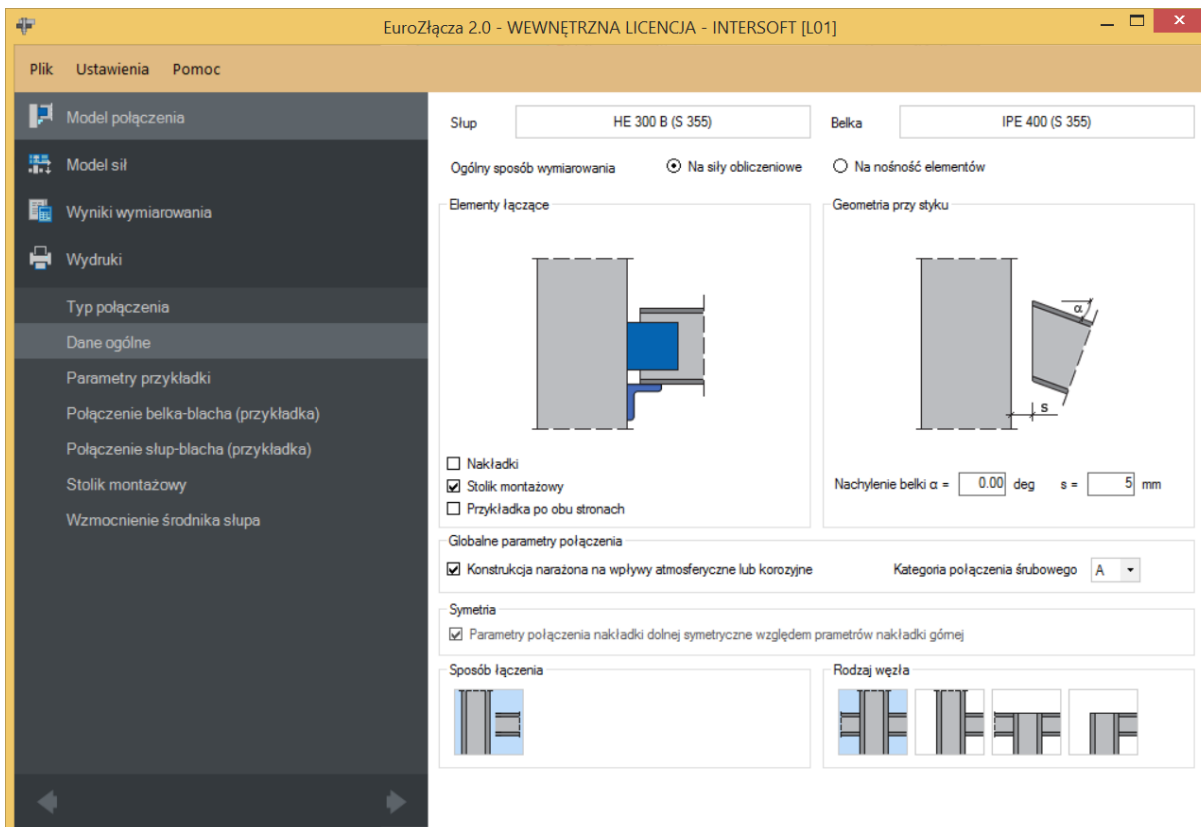 EuroZłącza 2.0 - WEWNĘTRZNA LICENCJA - INTERSOFT [L01]
Plik Ustawienia Pomoc
Model połączenia
Model sił
Wyniki wymiarowania
Wydruki
Typ połączenia
Dane ogólne
Parametry przykładki
Połączenie belka-blacha (przykładka)
Połączenie słup-blacha (przykładka)
Stolik montażowy
Wzmocnienie środnika słupa
Słup HE 300 B (S 355) Belka IPE 400 (S 355)
Ogólny sposób wymiarowania Na siły obliczeniowe Na nośność elementów
Elementy łączące
Nakładki
Stolik montażowy
Przykładka po obu stronach
Geometria przy styku
α
s
Nachylenie belki α = 0.00 deg s = 5 mm
Globalne parametry połączenia
Konstrukcja narażona na wpływy atmosferyczne lub korozyjne Kategoria połączenia śrubowego A
Symetria
Parametry połączenia nakładki dolnej symetryczne względem prametrów nakładki górnej
Sposób łączenia
Rodzaj węzła